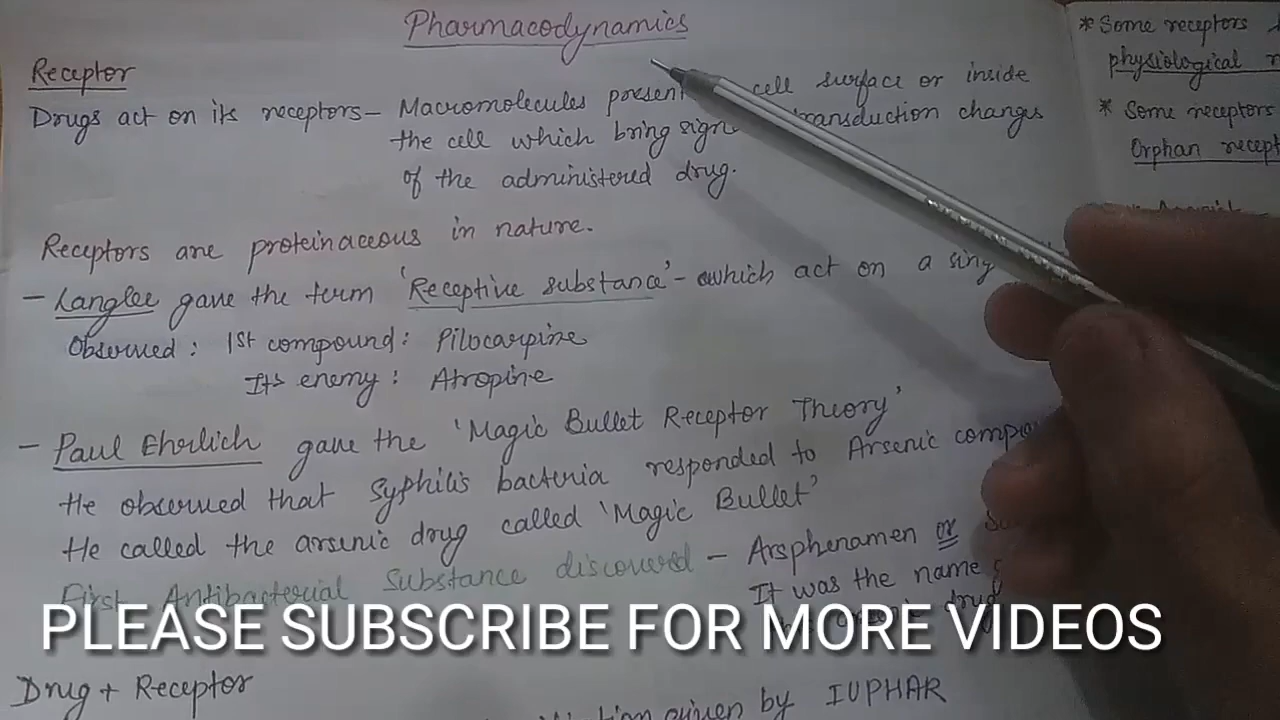 Pharmacodynamics
Receptor
Drugs act on its receptors – Macromolecules present cell surface or inside
the cell which bring transduction changes
of the administered drug.
Receptors are proteinaceous in nature.
– Langlee gave the term 'Receptive substance' – which act on a
Observed : 1st compound : Pilocarpine
Its enemy : Atropine
– Paul Ehrlich gave the 'Magic Bullet Receptor Theory'
He observed that Syphilis bacteria responded to Arsenic
He called the arsenic drug called 'Magic Bullet'
First Antibacterial Substance discovered – Arsphenamen or
It was the name
drug
PLEASE SUBSCRIBE FOR MORE VIDEOS
Drug + Receptor
given by IUPHAR
* Some receptors
physiological
* Some receptors
Orphan